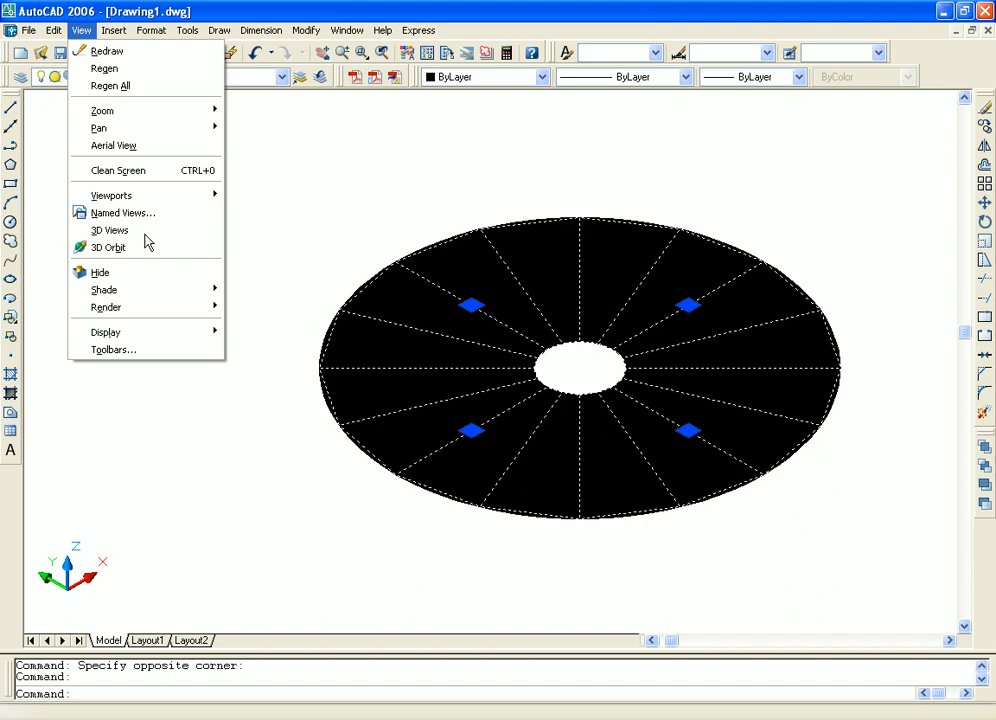 AutoCAD 2006 - [Drawing1.dwg]
File Edit View Insert Format Tools Draw Dimension Modify Window Help Express
ByLayer ByLayer ByLayer ByColor
Redraw
Regen
Regen All
Zoom
Pan
Aerial View
Clean Screen CTRL+0
Viewports
Named Views...
3D Views
3D Orbit
Hide
Shade
Render
Display
Toolbars...
Z
Y X
Model Layout1 Layout2
Command: Specify opposite corner:
Command:
Command: